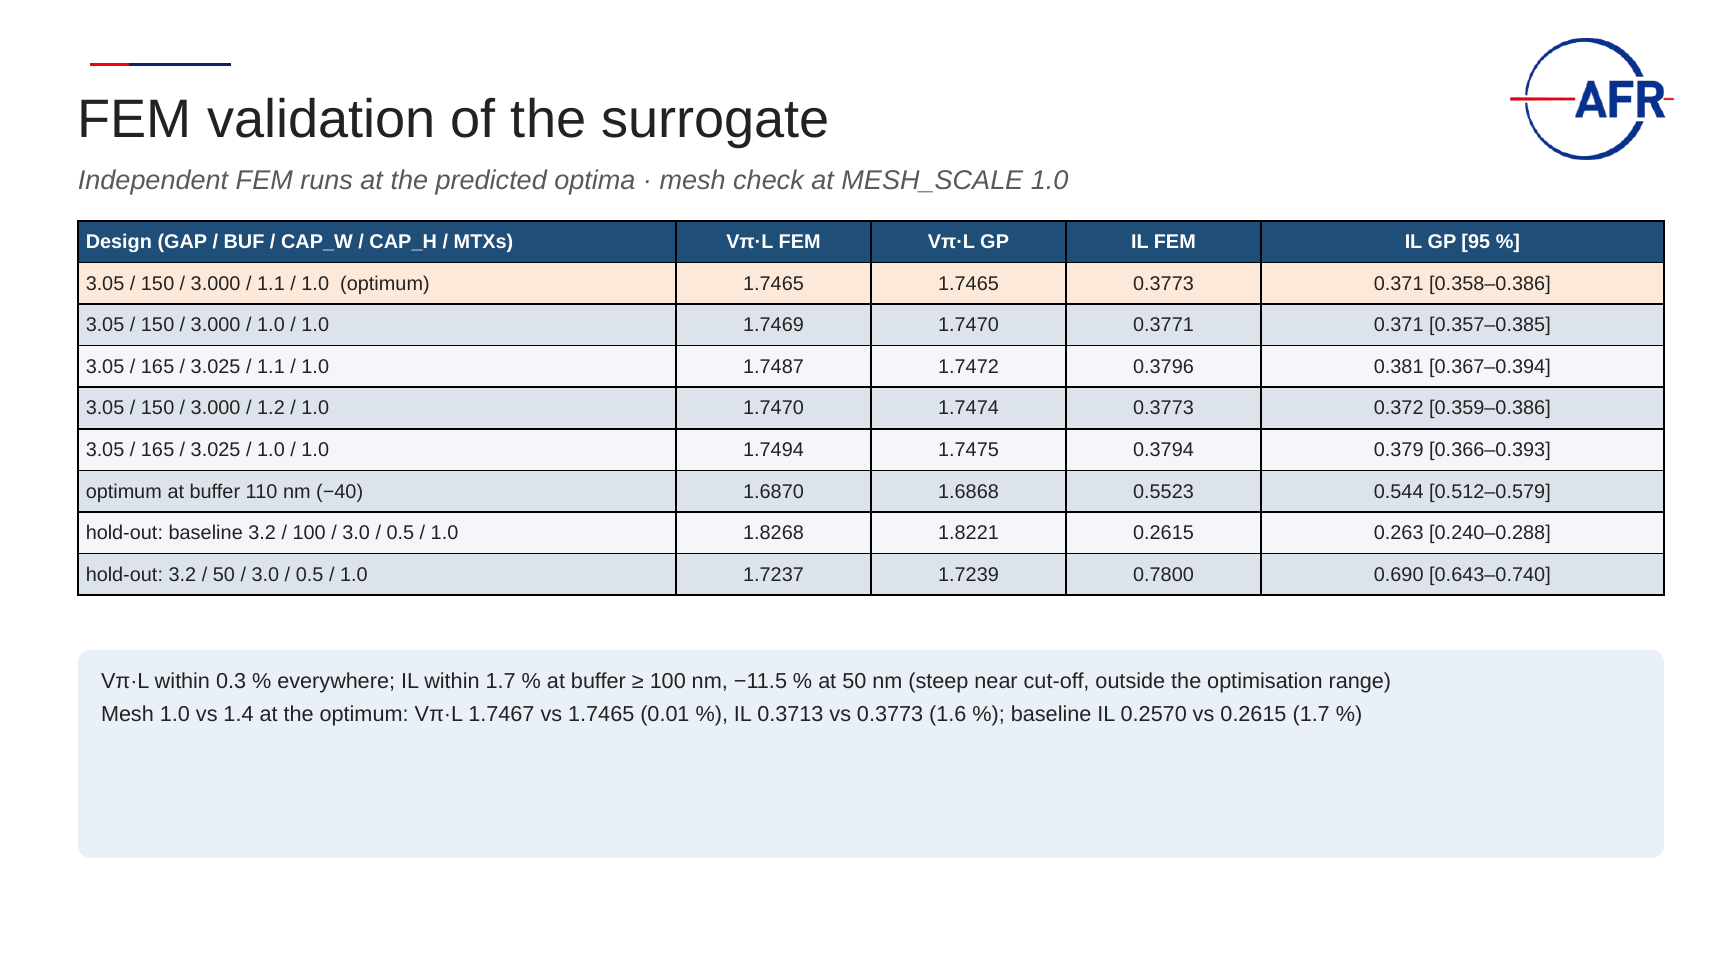 AFR
FEM validation of the surrogate
Independent FEM runs at the predicted optima · mesh check at MESH_SCALE 1.0
Design (GAP / BUF / CAP_W / CAP_H / MTXs) Vπ·L FEM Vπ·L GP IL FEM IL GP [95 %]
3.05 / 150 / 3.000 / 1.1 / 1.0 (optimum) 1.7465 1.7465 0.3773 0.371 [0.358–0.386]
3.05 / 150 / 3.000 / 1.0 / 1.0 1.7469 1.7470 0.3771 0.371 [0.357–0.385]
3.05 / 165 / 3.025 / 1.1 / 1.0 1.7487 1.7472 0.3796 0.381 [0.367–0.394]
3.05 / 150 / 3.000 / 1.2 / 1.0 1.7470 1.7474 0.3773 0.372 [0.359–0.386]
3.05 / 165 / 3.025 / 1.0 / 1.0 1.7494 1.7475 0.3794 0.379 [0.366–0.393]
optimum at buffer 110 nm (−40) 1.6870 1.6868 0.5523 0.544 [0.512–0.579]
hold-out: baseline 3.2 / 100 / 3.0 / 0.5 / 1.0 1.8268 1.8221 0.2615 0.263 [0.240–0.288]
hold-out: 3.2 / 50 / 3.0 / 0.5 / 1.0 1.7237 1.7239 0.7800 0.690 [0.643–0.740]
Vπ·L within 0.3 % everywhere; IL within 1.7 % at buffer ≥ 100 nm, −11.5 % at 50 nm (steep near cut-off, outside the optimisation range)
Mesh 1.0 vs 1.4 at the optimum: Vπ·L 1.7467 vs 1.7465 (0.01 %), IL 0.3713 vs 0.3773 (1.6 %); baseline IL 0.2570 vs 0.2615 (1.7 %)